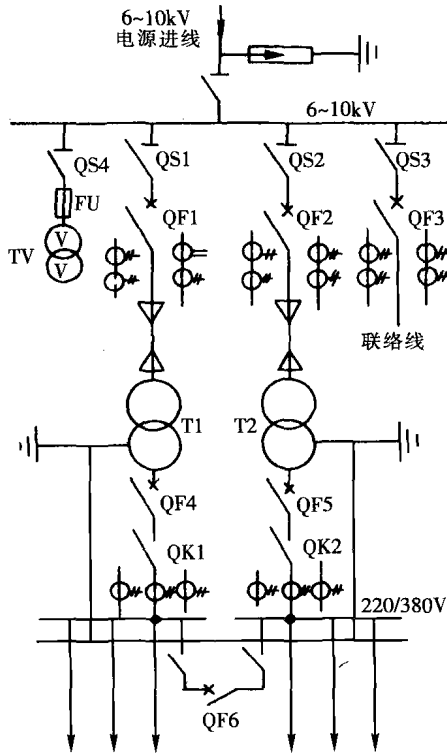 6~10kV
电源进线
6~10kV
QS4
QS1
QS2
QS3
FU
QF1
QF2
QF3
TV
V
V
联络线
T1
T2
QF4
QF5
QK1
QK2
220/380V
QF6